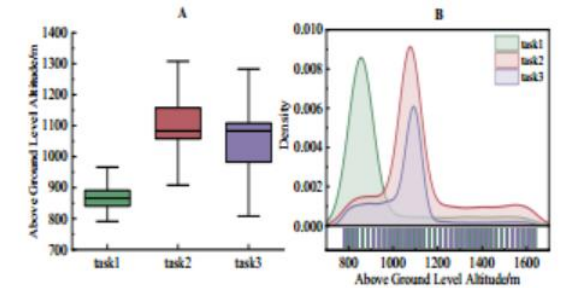 A
Above Ground Level Altitude/m
1400
1300
1200
1100
1000
900
800
700
task1 task2 task3
B
Density
0.010
0.008
0.006
0.004
0.002
0.000
task1
task2
task3
800 1000 1200 1400 1600
Above Ground Level Altitude/m